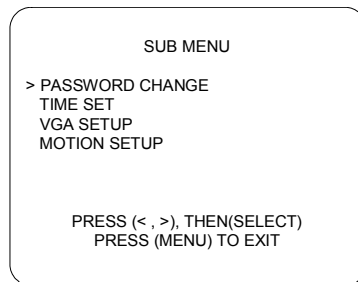 SUB MENU
> PASSWORD CHANGE
TIME SET
VGA SETUP
MOTION SETUP
PRESS (< , >), THEN(SELECT)
PRESS (MENU) TO EXIT